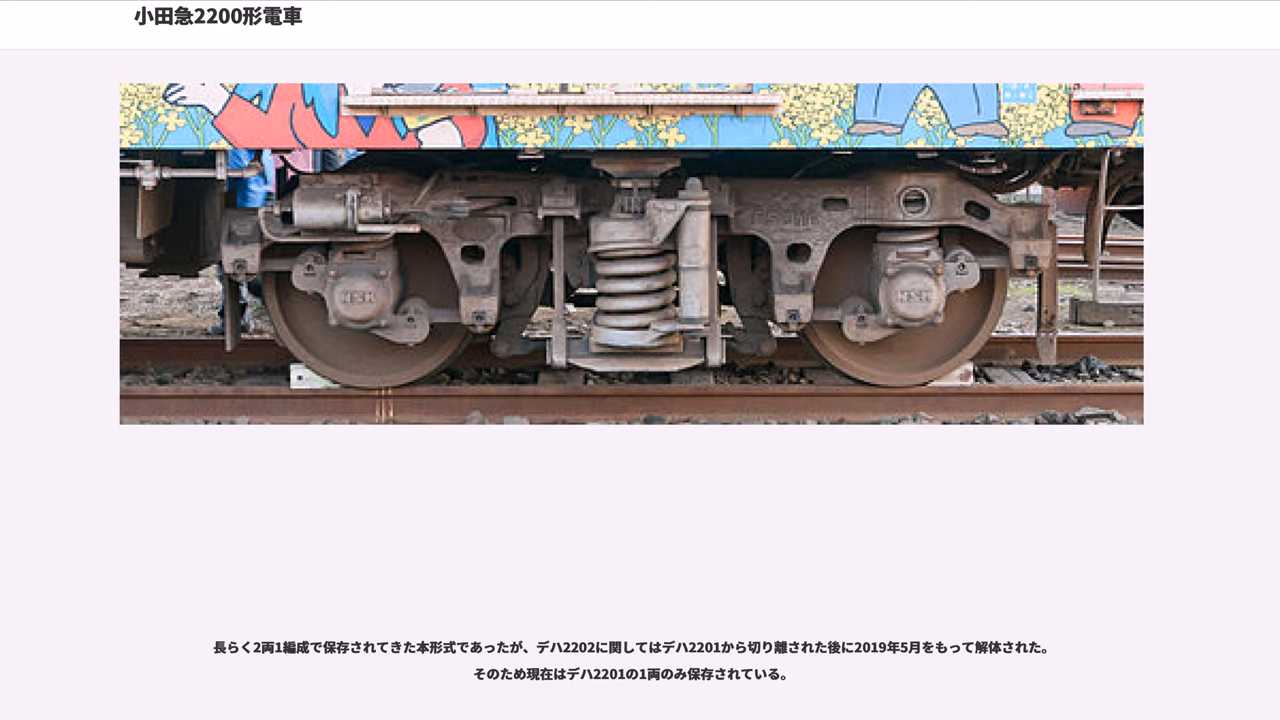 小田急2200形電車
NSK
NSK
長らく2両1編成で保存されてきた本形式であったが、デハ2202に関してはデハ2201から切り離された後に2019年5月をもって解体された。
そのため現在はデハ2201の1両のみ保存されている。